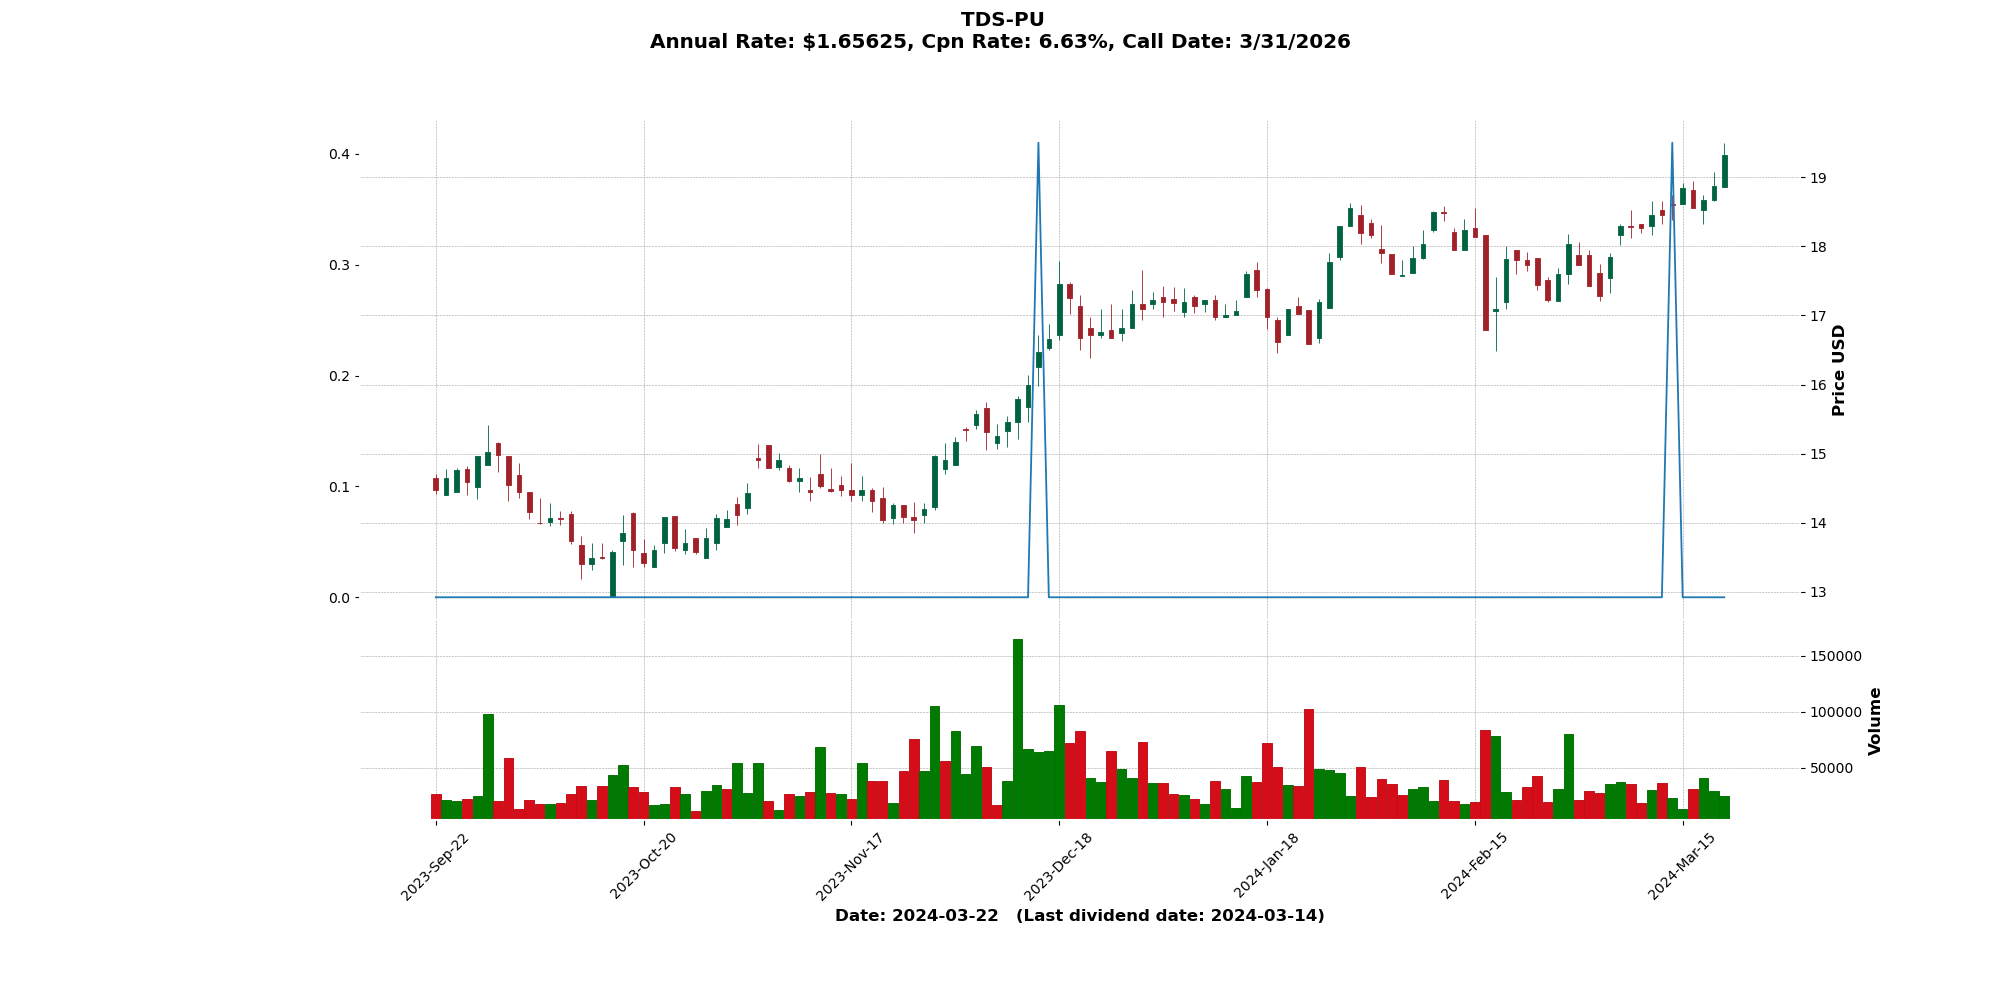 TDS-PU
Annual Rate: $1.65625, Cpn Rate: 6.63%, Call Date: 3/31/2026
0.4
0.3
0.2
0.1
0.0
19
18
17
16
15
14
13
Price USD
150000
100000
50000
Volume
2023-Sep-22
2023-Oct-20
2023-Nov-17
2023-Dec-18
2024-Jan-18
2024-Feb-15
2024-Mar-15
Date: 2024-03-22 (Last dividend date: 2024-03-14)